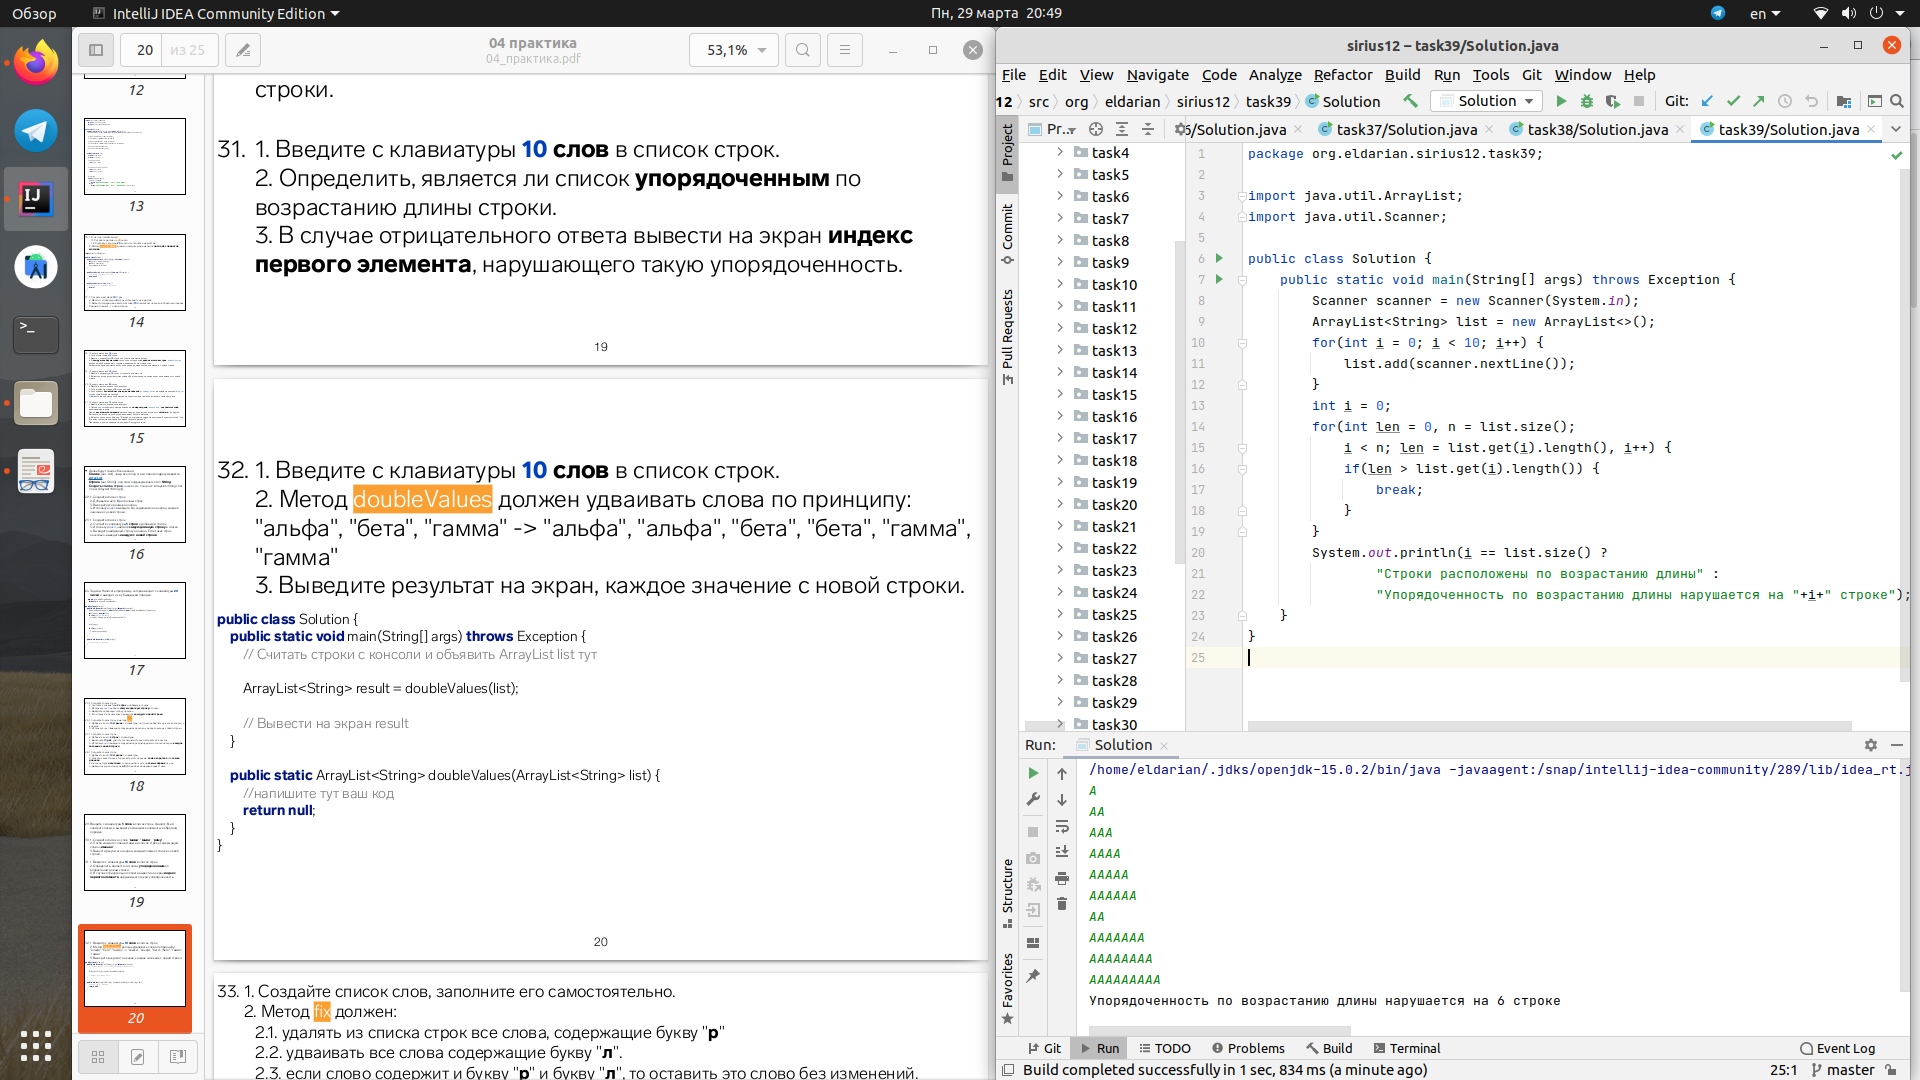 Обзор
IntelliJ IDEA Community Edition
Пн, 29 марта 20:49
en
20
из 25
04 практика
04_практика.pdf
53,1%
12
13
14
15
16
17
18
19
20
строки.
31. 1. Введите с клавиатуры 10 слов в список строк.
2. Определить, является ли список упорядоченным по
возрастанию длины строки.
3. В случае отрицательного ответа вывести на экран индекс
первого элемента, нарушающего такую упорядоченность.
19
32. 1. Введите с клавиатуры 10 слов в список строк.
2. Метод doubleValues должен удваивать слова по принципу:
"альфа", "бета", "гамма" -> "альфа", "альфа", "бета", "бета", "гамма",
"гамма"
3. Выведите результат на экран, каждое значение с новой строки.
public class Solution {
public static void main(String[] args) throws Exception {
// Считать строки с консоли и объявить ArrayList list тут
ArrayList<String> result = doubleValues(list);
// Вывести на экран result
}
public static ArrayList<String> doubleValues(ArrayList<String> list) {
//напишите тут ваш код
return null;
}
}
20
33. 1. Создайте список слов, заполните его самостоятельно.
2. Метод fix должен:
2.1. удалять из списка строк все слова, содержащие букву "р"
2.2. удваивать все слова содержащие букву "л".
2.3. если слово содержит и букву "р" и букву "л", то оставить это слово без изменений.
sirius12 – task39/Solution.java
File Edit View Navigate Code Analyze Refactor Build Run Tools Git Window Help
12 src org eldarian sirius12 task39 Solution
Solution
Git:
Pr...
/Solution.java
task37/Solution.java
task38/Solution.java
task39/Solution.java
Project
Commit
Pull Requests
Structure
Favorites
task4
task5
task6
task7
task8
task9
task10
task11
task12
task13
task14
task15
task16
task17
task18
task19
task20
task21
task22
task23
task24
task25
task26
task27
task28
task29
task30
1 package org.eldarian.sirius12.task39;
2
3 import java.util.ArrayList;
4 import java.util.Scanner;
5
6 public class Solution {
7 public static void main(String[] args) throws Exception {
8 Scanner scanner = new Scanner(System.in);
9 ArrayList<String> list = new ArrayList<>();
10 for(int i = 0; i < 10; i++) {
11 list.add(scanner.nextLine());
12 }
13 int i = 0;
14 for(int len = 0, n = list.size();
15 i < n; len = list.get(i).length(), i++) {
16 if(len > list.get(i).length()) {
17 break;
18 }
19 }
20 System.out.println(i == list.size() ?
21 "Строки расположены по возрастанию длины" :
22 "Упорядоченность по возрастанию длины нарушается на "+i+" строке");
23 }
24 }
25
Run: Solution
/home/eldarian/.jdks/openjdk-15.0.2/bin/java -javaagent:/snap/intellij-idea-community/289/lib/idea_rt.j
A
AA
AAA
AAAA
AAAAA
AAAAAA
AA
AAAAAAA
AAAAAAAA
AAAAAAAAA
Упорядоченность по возрастанию длины нарушается на 6 строке
Git Run TODO Problems Build Terminal Event Log
Build completed successfully in 1 sec, 834 ms (a minute ago)
25:1 master